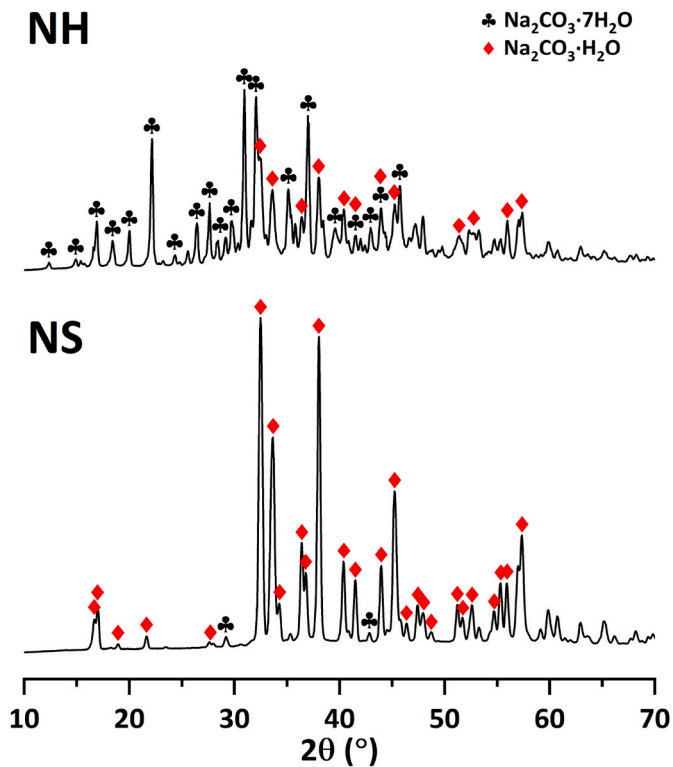 NH
♣ Na₂CO₃·7H₂O
♦ Na₂CO₃·H₂O
NS
10 20 30 40 50 60 70
2θ (°)